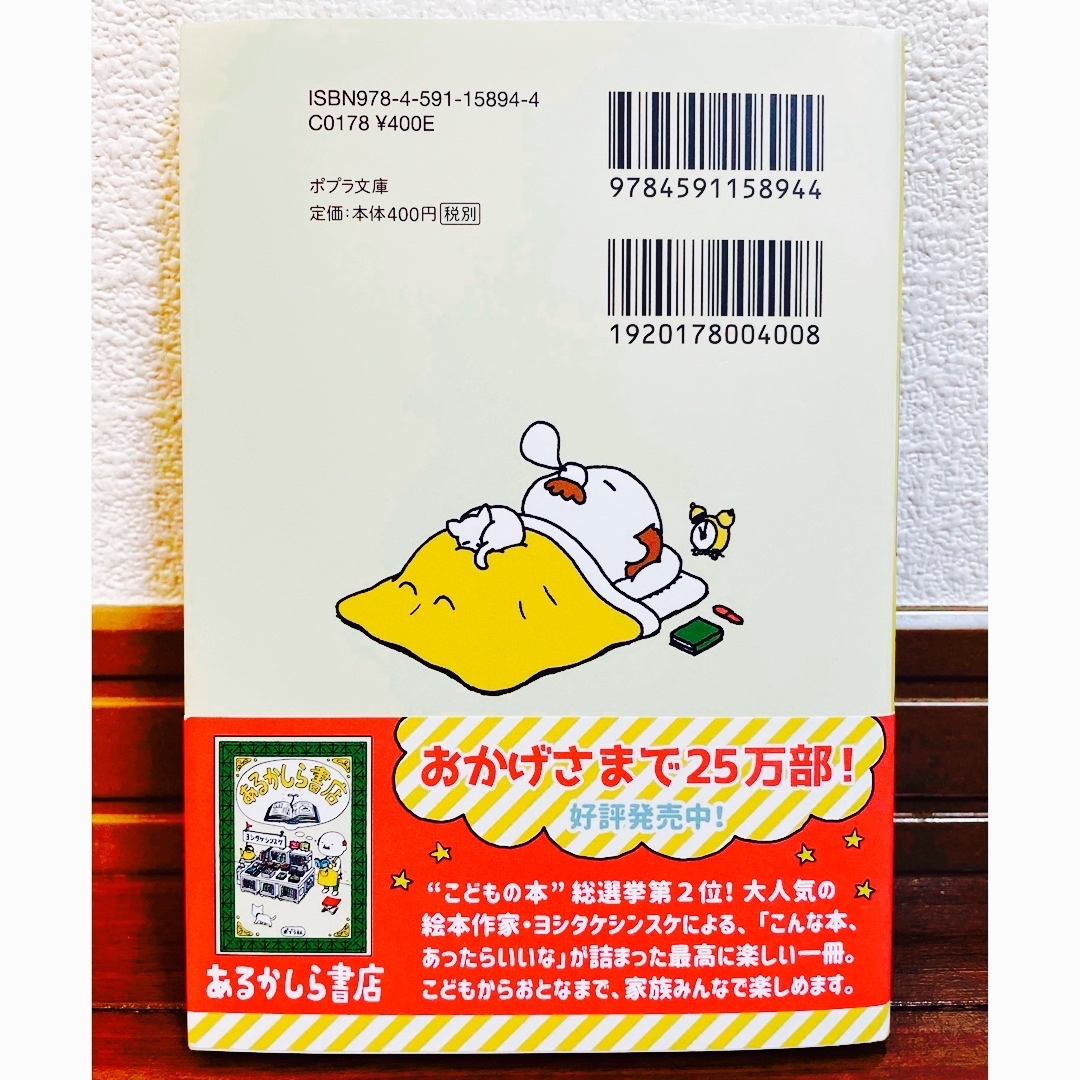 ISBN978-4-591-15894-4
C0178 ¥400E
ポプラ文庫
定価：本体400円 税別
9784591158944
1920178004008
おかげさまで25万部！
好評発売中！
あるかしら書店
ヨシタケシンスケ
あるかしら書店
“こどもの本”総選挙第2位！大人気の
絵本作家・ヨシタケシンスケによる、「こんな本、
あったらいいな」が詰まった最高に楽しい一冊。
こどもからおとなまで、家族みんなで楽しめます。